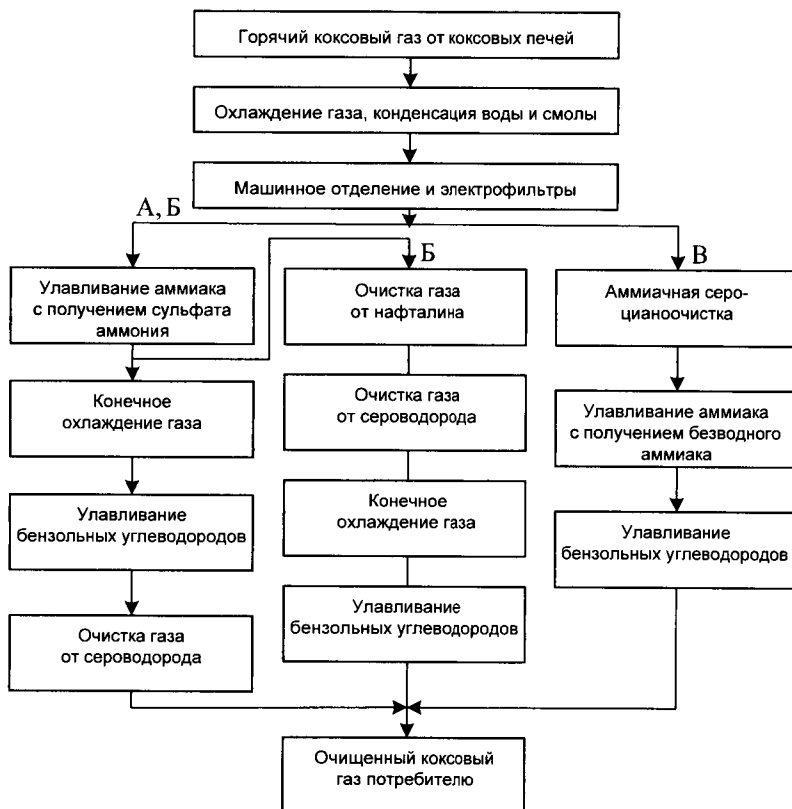 Горячий коксовый газ от коксовых печей
Охлаждение газа, конденсация воды и смолы
Машинное отделение и электрофильтры
А, Б
Б
В
Улавливание аммиака
с получением сульфата
аммония
Конечное
охлаждение газа
Улавливание
бензольных углеводородов
Очистка газа
от сероводорода
Очистка газа
от нафталина
Очистка газа
от сероводорода
Конечное
охлаждение газа
Улавливание
бензольных углеводородов
Аммиачная серо-
цианоочистка
Улавливание аммиака
с получением безводного
аммиака
Улавливание
бензольных углеводородов
Очищенный коксовый
газ потребителю